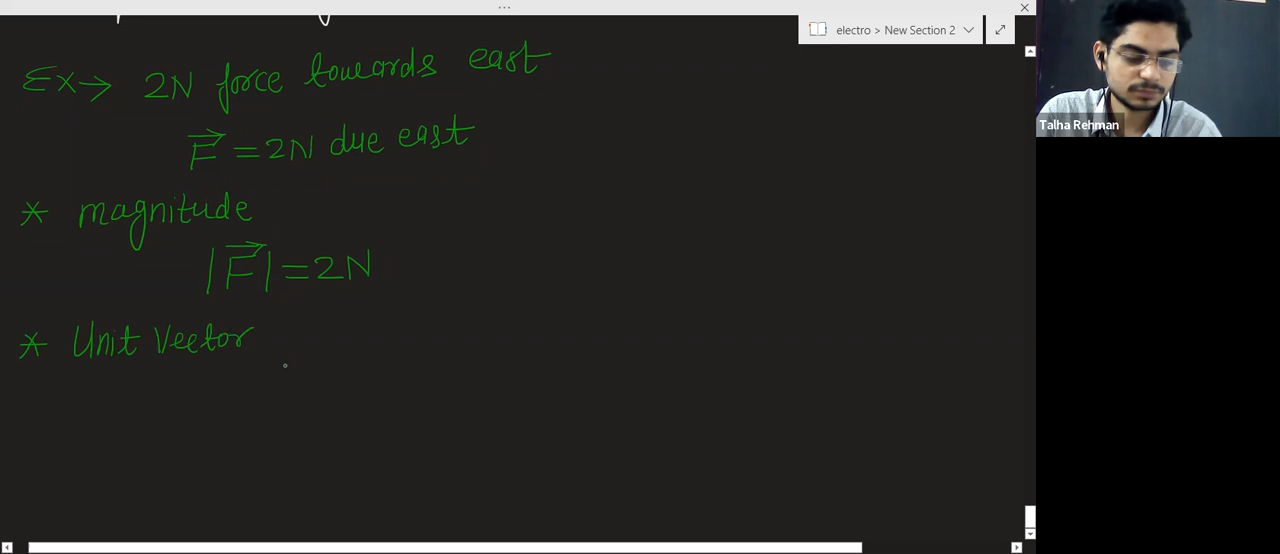 electro > New Section 2
Talha Rehman
Ex→ 2N force towards east
F⃗ = 2N due east
* magnitude
|F⃗| = 2N
* Unit Vector